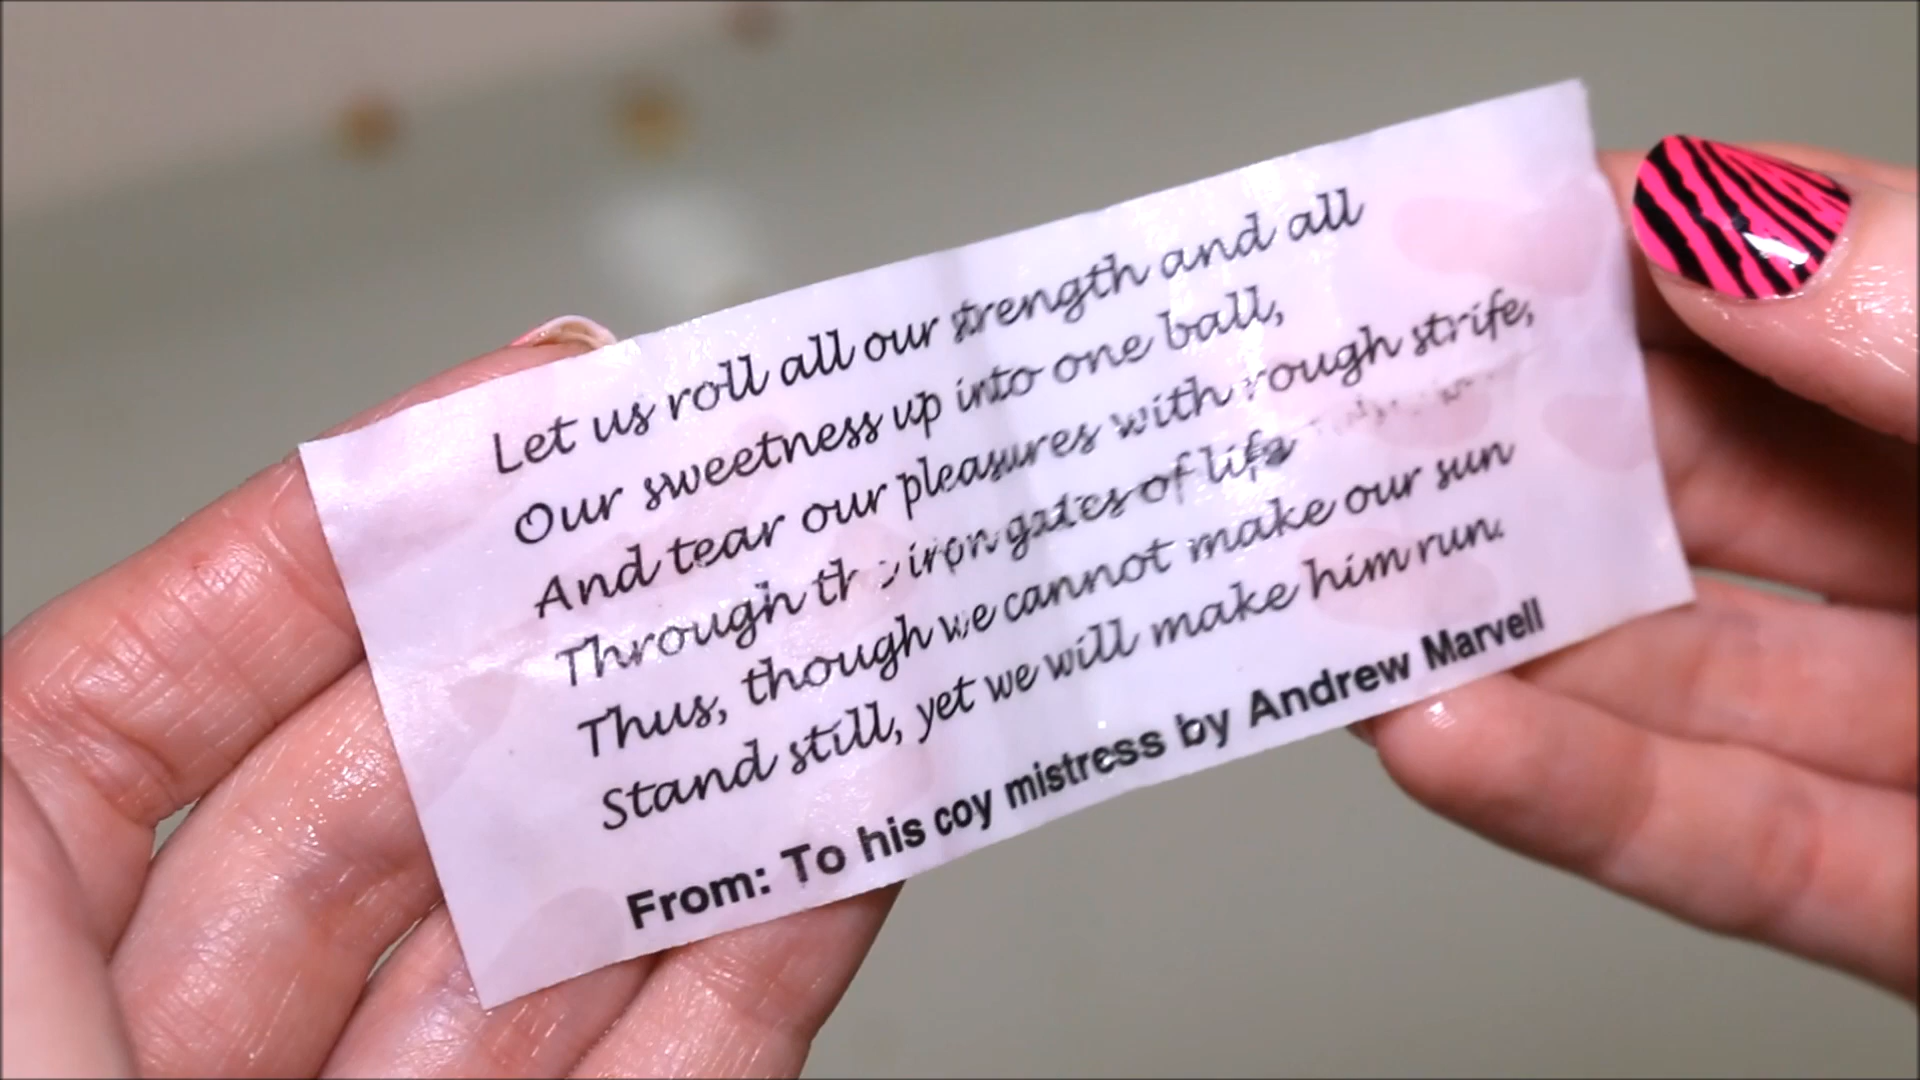 Let us roll all our strength and all
Our sweetness up into one ball,
And tear our pleasures with rough strife,
Through the iron gates of life
Thus, though we cannot make our sun
Stand still, yet we will make him run.
From: To his coy mistress by Andrew Marvell